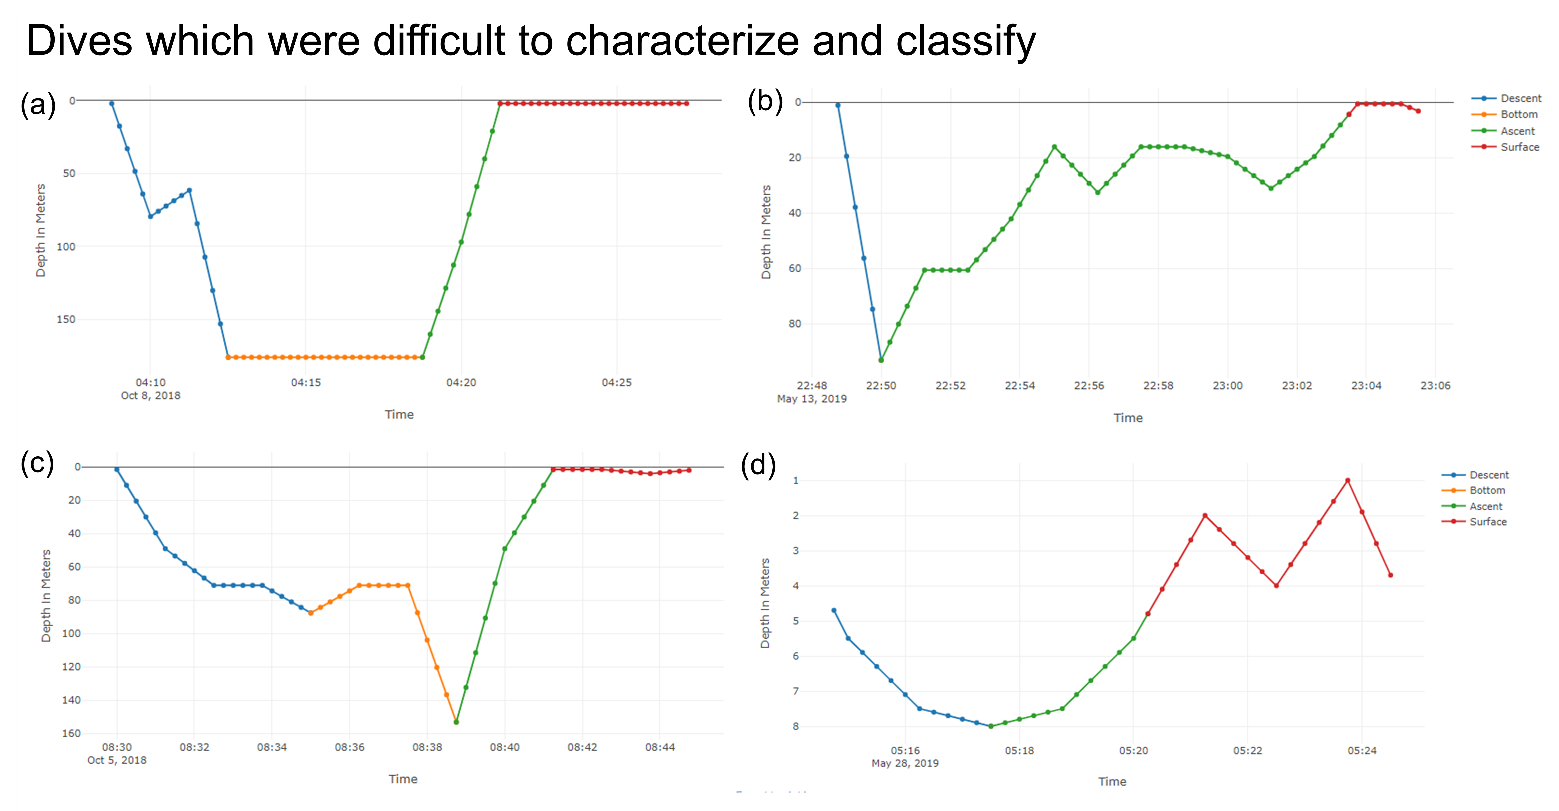 Dives which were difficult to characterize and classify
(a)
0
50
100
150
Depth In Meters
04:10
04:15
04:20
04:25
Oct 8, 2018
Time
(b)
0
20
40
60
80
Depth In Meters
22:48
22:50
22:52
22:54
22:56
22:58
23:00
23:02
23:04
23:06
May 13, 2019
Time
Descent
Bottom
Ascent
Surface
(c)
0
20
40
60
80
100
120
140
160
Depth In Meters
08:30
08:32
08:34
08:36
08:38
08:40
08:42
08:44
Oct 5, 2018
Time
(d)
1
2
3
4
5
6
7
8
Depth In Meters
05:16
05:18
05:20
05:22
05:24
May 28, 2019
Time
Descent
Bottom
Ascent
Surface